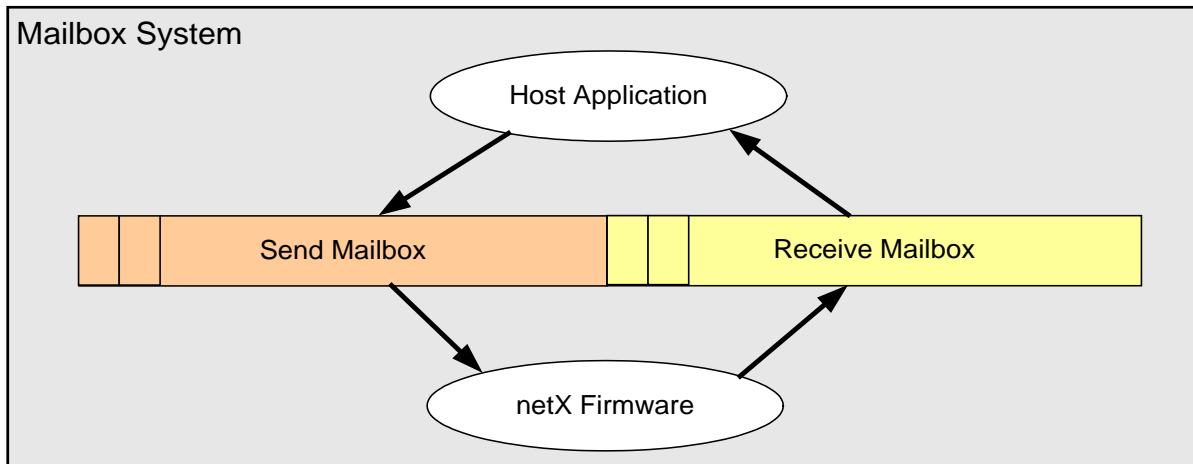 Mailbox System
Host Application
Send Mailbox
Receive Mailbox
netX Firmware